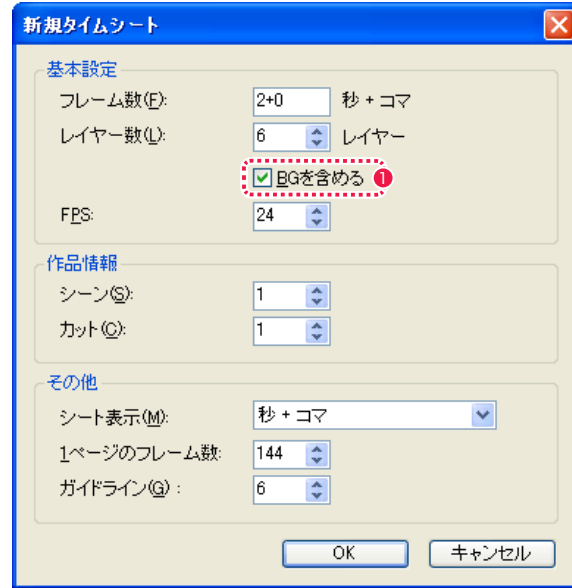 新規タイムシート
基本設定
フレーム数(F): 2+0 秒 + コマ
レイヤー数(L): 6 レイヤー
BGを含める 1
FPS: 24
作品情報
シーン(S): 1
カット(C): 1
その他
シート表示(M): 秒 + コマ
1ページのフレーム数: 144
ガイドライン(G) : 6
OK キャンセル